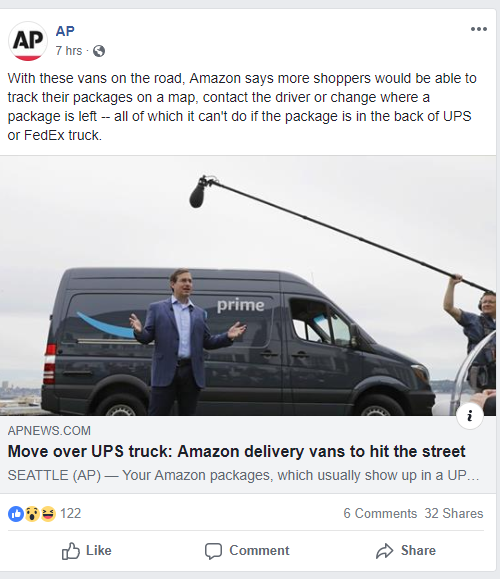 AP
AP
7 hrs ·
With these vans on the road, Amazon says more shoppers would be able to
track their packages on a map, contact the driver or change where a
package is left -- all of which it can't do if the package is in the back of UPS
or FedEx truck.
prime
i
APNEWS.COM
Move over UPS truck: Amazon delivery vans to hit the street
SEATTLE (AP) — Your Amazon packages, which usually show up in a UP...
122
6 Comments 32 Shares
Like Comment Share